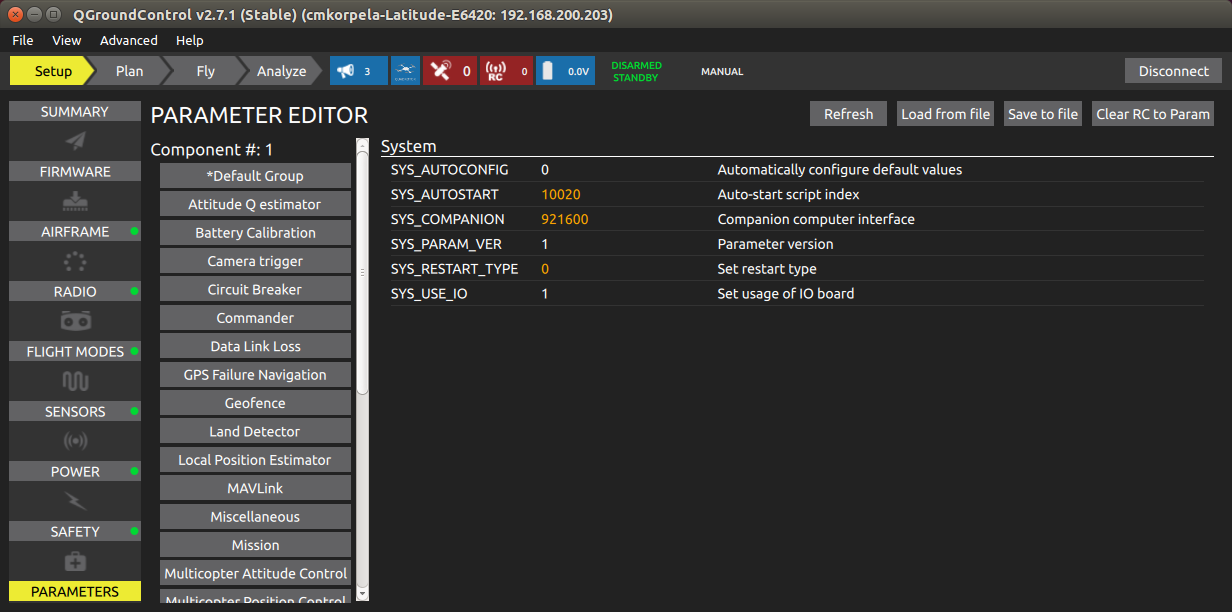 QGroundControl v2.7.1 (Stable) (cmkorpela-Latitude-E6420: 192.168.200.203)
File View Advanced Help
Setup Plan Fly Analyze 3 0 RC 0 0.0V DISARMED STANDBY MANUAL Disconnect
SUMMARY
FIRMWARE
AIRFRAME
RADIO
FLIGHT MODES
SENSORS
POWER
SAFETY
PARAMETERS
PARAMETER EDITOR
Refresh Load from file Save to file Clear RC to Param
Component #: 1
*Default Group
Attitude Q estimator
Battery Calibration
Camera trigger
Circuit Breaker
Commander
Data Link Loss
GPS Failure Navigation
Geofence
Land Detector
Local Position Estimator
MAVLink
Miscellaneous
Mission
Multicopter Attitude Control
Multicopter Position Control
System
SYS_AUTOCONFIG 0 Automatically configure default values
SYS_AUTOSTART 10020 Auto-start script index
SYS_COMPANION 921600 Companion computer interface
SYS_PARAM_VER 1 Parameter version
SYS_RESTART_TYPE 0 Set restart type
SYS_USE_IO 1 Set usage of IO board